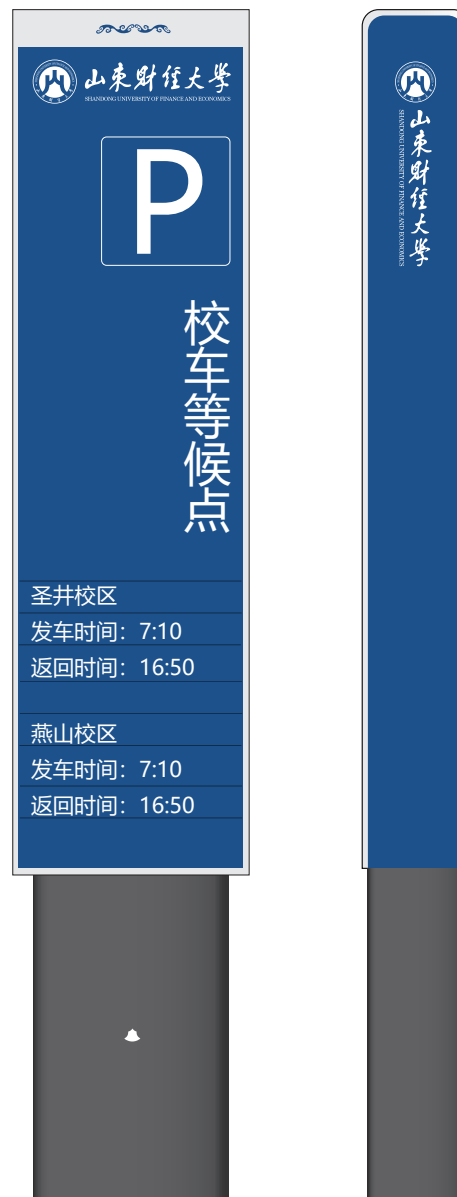 山东财经大学
SHANDONG UNIVERSITY OF FINANCE AND ECONOMICS
P
校车等候点
圣井校区
发车时间：7:10
返回时间：16:50
燕山校区
发车时间：7:10
返回时间：16:50
山东财经大学
SHANDONG UNIVERSITY OF FINANCE AND ECONOMICS